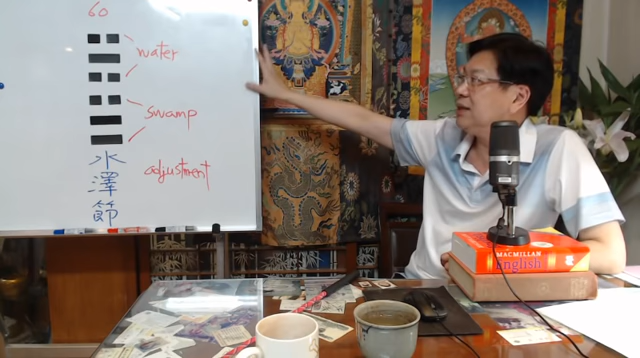 60
water
swamp
水
adjustment
澤
節
MACMILLAN
English